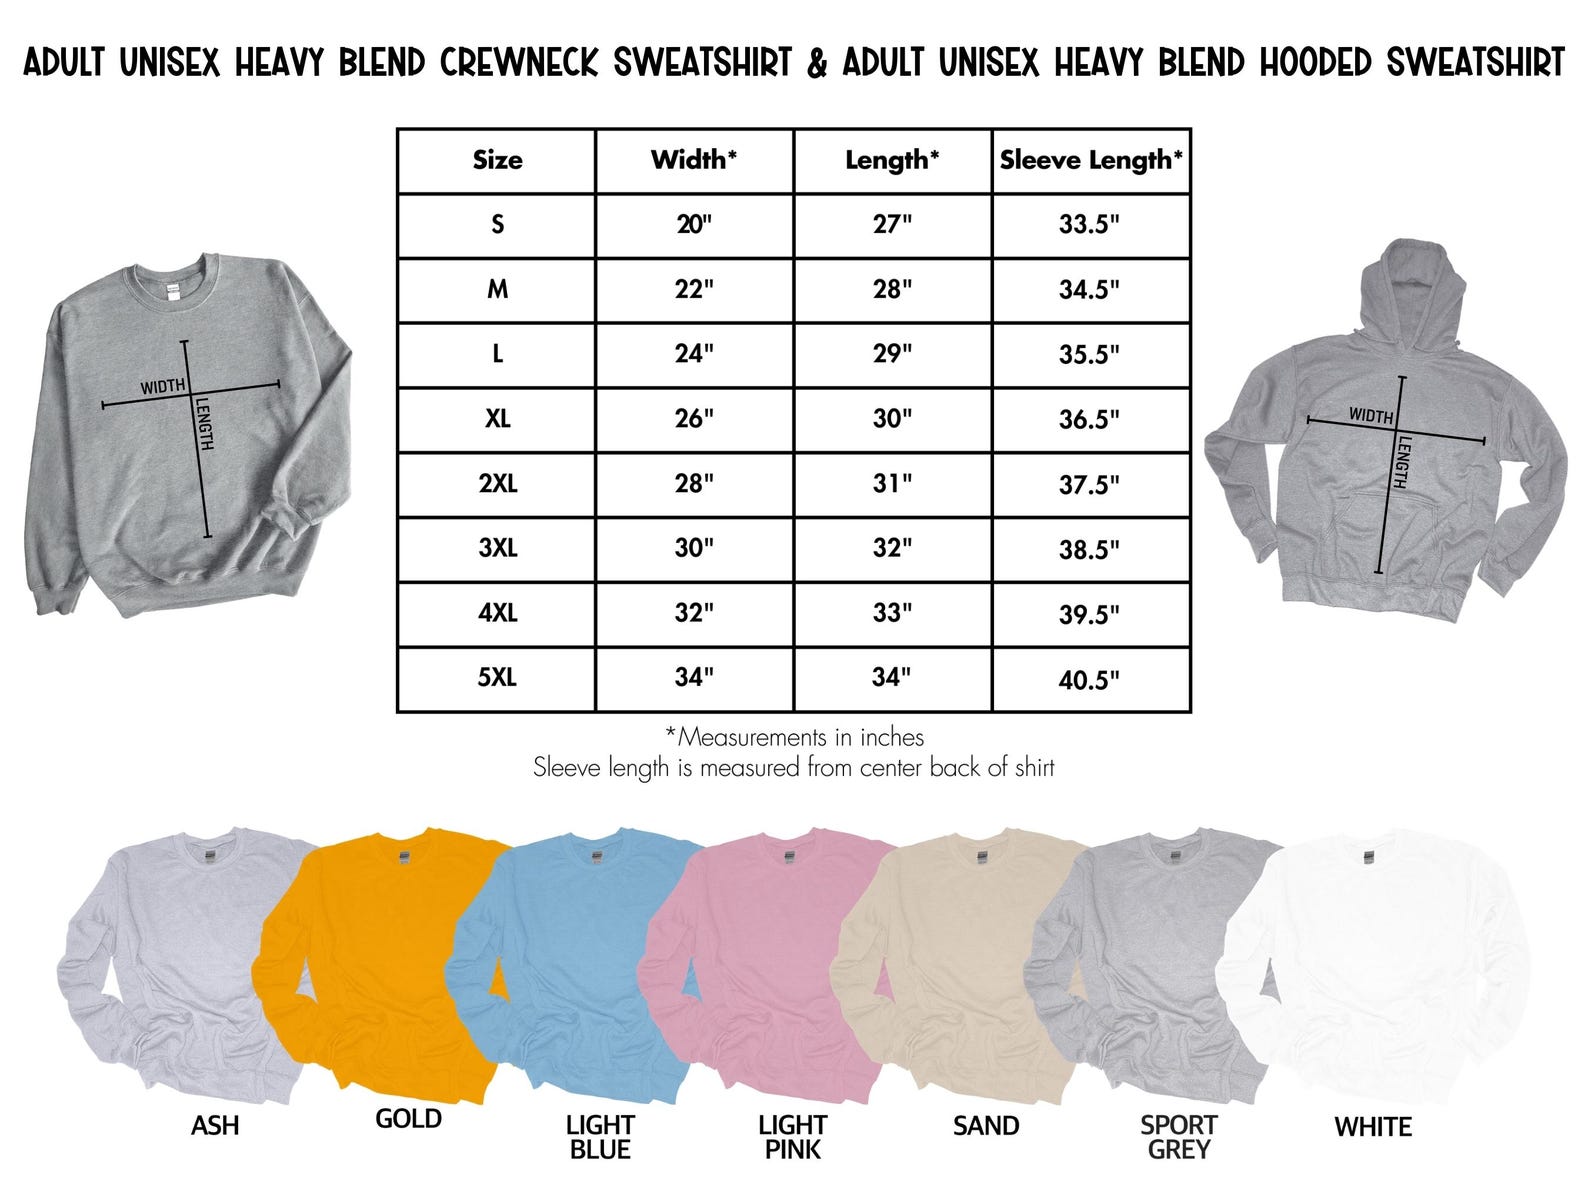 ADULT UNISEX HEAVY BLEND CREWNECK SWEATSHIRT & ADULT UNISEX HEAVY BLEND HOODED SWEATSHIRT
Size Width* Length* Sleeve Length*
S 20" 27" 33.5"
M 22" 28" 34.5"
L 24" 29" 35.5"
XL 26" 30" 36.5"
2XL 28" 31" 37.5"
3XL 30" 32" 38.5"
4XL 32" 33" 39.5"
5XL 34" 34" 40.5"
WIDTH
LENGTH
WIDTH
LENGTH
*Measurements in inches
Sleeve length is measured from center back of shirt
ASH
GOLD
LIGHT
BLUE
LIGHT
PINK
SAND
SPORT
GREY
WHITE